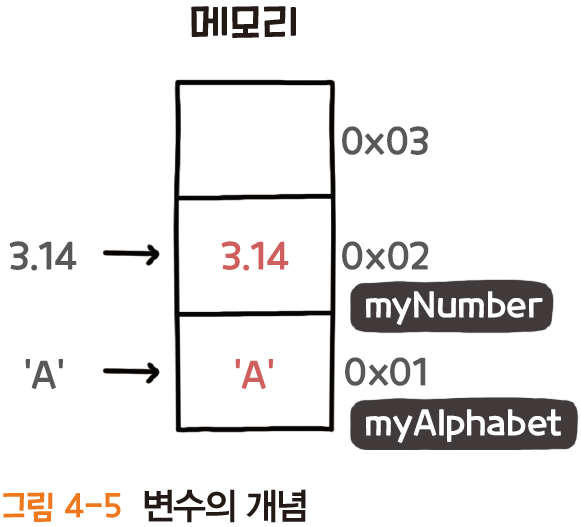 메모리
0x03
3.14 3.14 0x02
myNumber
'A' 'A' 0x01
myAlphabet
그림 4-5 변수의 개념